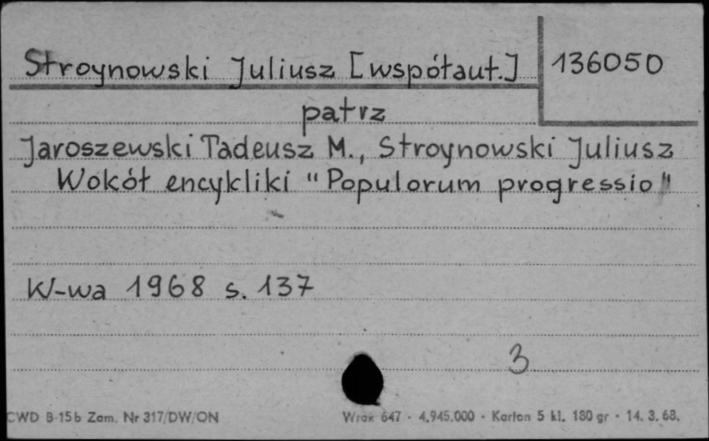 Stroynowski Juliusz [współaut.] 136050
patrz
Jaroszewski Tadeusz M., Stroynowski Juliusz
Wokół encykliki "Populorum progressio"
W-wa 1968 s. 137
3
CWD B-15b Zam. Nr 317/DW/ON 647 - 4.945.000 - Karton 5 kl. 180 gr - 14. 3. 68.